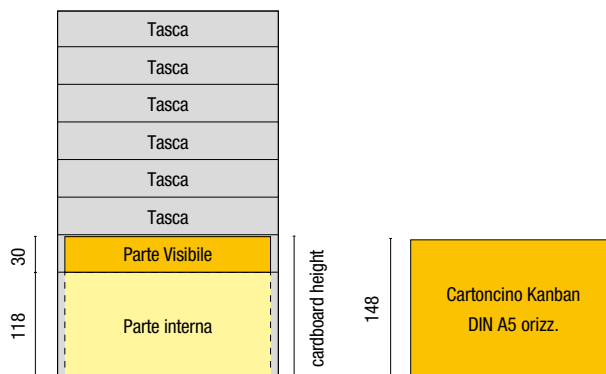 Tasca
Tasca
Tasca
Tasca
Tasca
Tasca
30
Parte Visibile
118
Parte interna
cardboard height
148
Cartoncino Kanban
DIN A5 orizz.